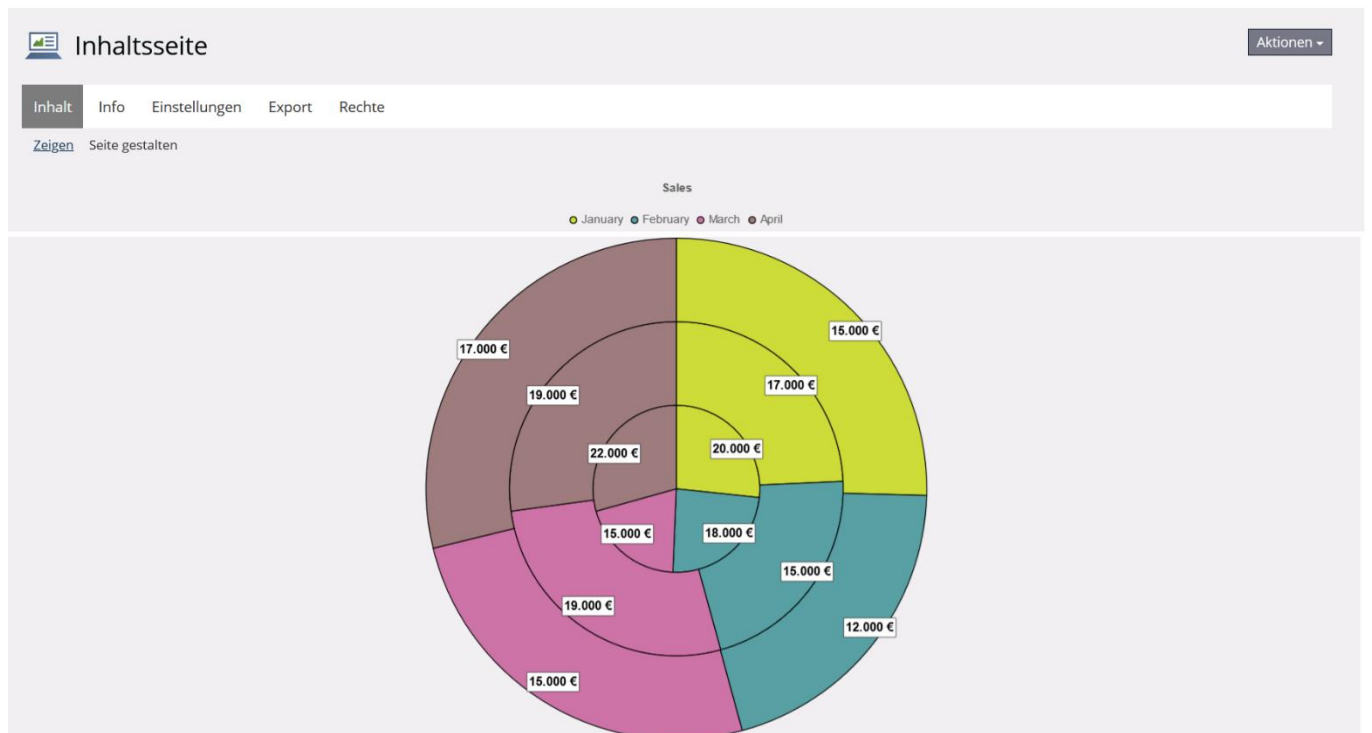 Inhaltsseite
Aktionen
Inhalt Info Einstellungen Export Rechte
Zeigen Seite gestalten
Sales
January February March April
15.000 €
17.000 €
17.000 €
19.000 €
20.000 €
22.000 €
15.000 €
18.000 €
15.000 €
19.000 €
12.000 €
15.000 €